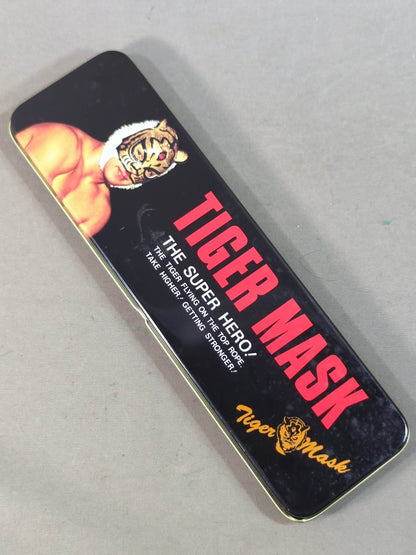 TIGER MASK
THE SUPER HERO!
THE TIGER FLYING ON THE TOP ROPE.
TAKE HIGHER! GETTING STRONGER!
Tiger Mask